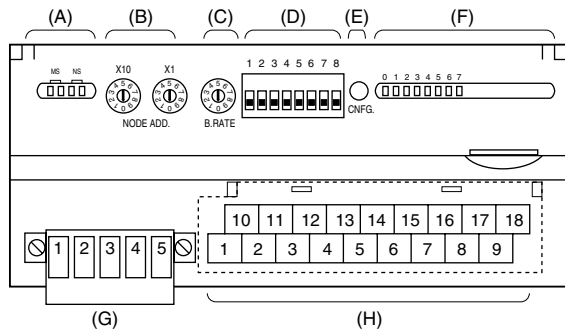 (A) (B) (C) (D) (E) (F)
MS NS
X10 X1
1 2 3 4 5 6 7 8
0 1 2 3 4 5 6 7
NODE ADD. B.RATE CNFG.
10 11 12 13 14 15 16 17 18
1 2 3 4 5 6 7 8 9
1 2 3 4 5
(G) (H)